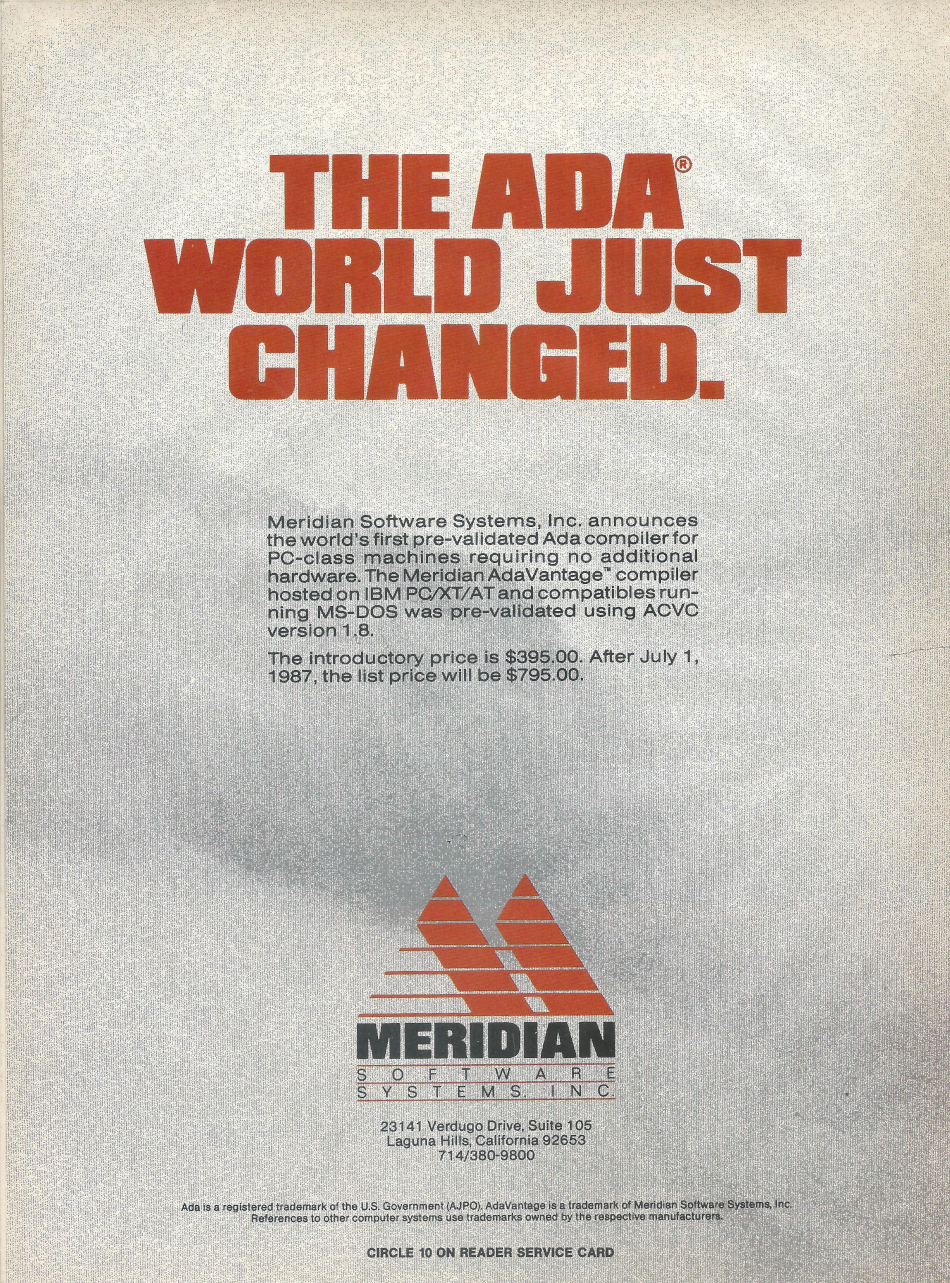 THE ADA®
WORLD JUST
CHANGED.
Meridian Software Systems, Inc. announces
the world's first pre-validated Ada compiler for
PC-class machines requiring no additional
hardware. The Meridian AdaVantage™ compiler
hosted on IBM PC/XT/AT and compatibles run-
ning MS-DOS was pre-validated using ACVC
version 1.8.
The introductory price is $395.00. After July 1,
1987, the list price will be $795.00.
MERIDIAN
SOFTWARE
SYSTEMS, INC.
23141 Verdugo Drive, Suite 105
Laguna Hills, California 92653
714/380-9800
Ada is a registered trademark of the U.S. Government (AJPO). AdaVantage is a trademark of Meridian Software Systems, Inc.
References to other computer systems use trademarks owned by the respective manufacturers.
CIRCLE 10 ON READER SERVICE CARD